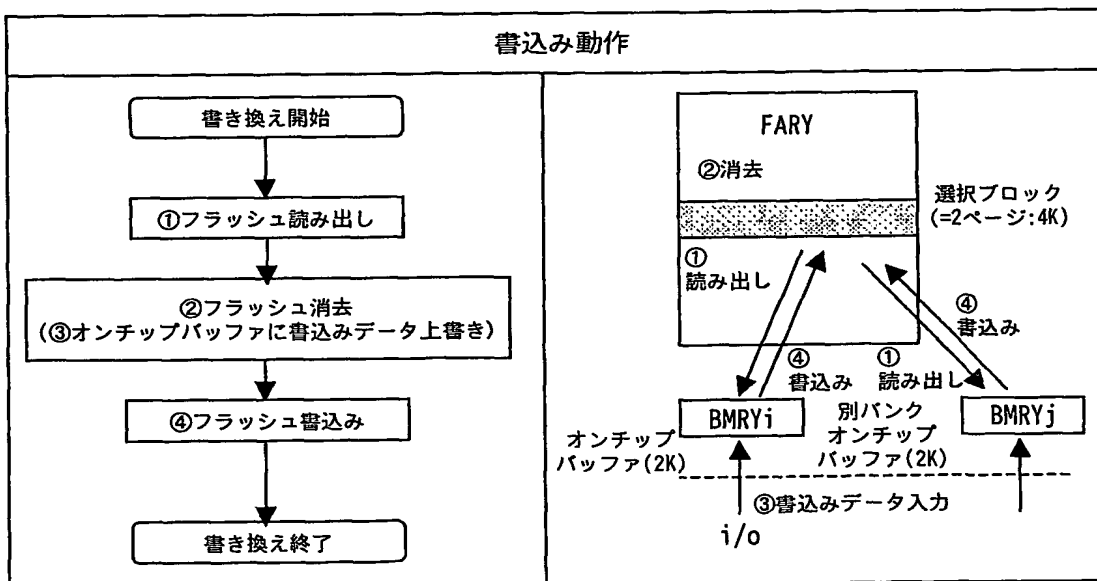 書込み動作
書き換え開始
①フラッシュ読み出し
②フラッシュ消去
(③オンチップバッファに書込みデータ上書き)
④フラッシュ書込み
書き換え終了
FARY
②消去
選択ブロック
(=2ページ:4K)
①
読み出し
④
書込み
④
書込み
①
読み出し
BMRYi
別バンク
オンチップ
バッファ(2K)
BMRYj
オンチップ
バッファ(2K)
③書込みデータ入力
i/o